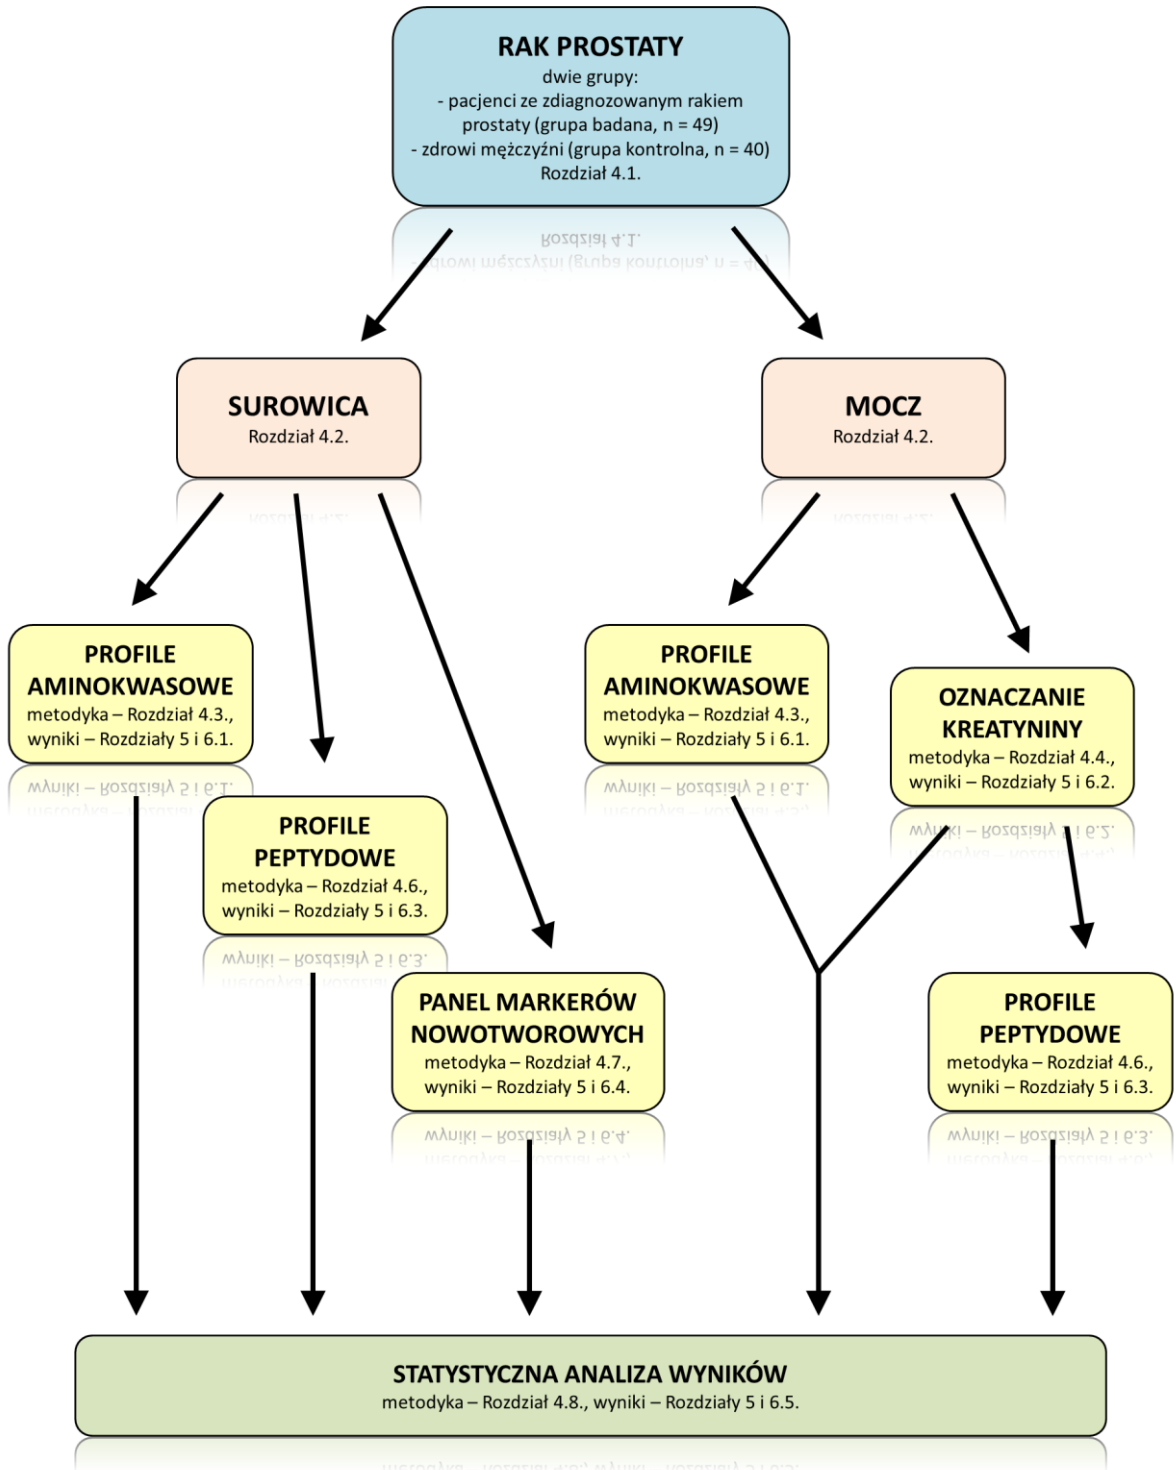 RAK PROSTATY
dwie grupy:
- pacjenci ze zdiagnozowanym rakiem
prostaty (grupa badana, n = 49)
- zdrowi mężczyźni (grupa kontrolna, n = 40)
Rozdział 4.1.
SUROWICA
Rozdział 4.2.
MOCZ
Rozdział 4.2.
PROFILE
AMINOKWASOWE
metodyka – Rozdział 4.3.,
wyniki – Rozdziały 5 i 6.1.
PROFILE
AMINOKWASOWE
metodyka – Rozdział 4.3.,
wyniki – Rozdziały 5 i 6.1.
OZNACZANIE
KREATYNINY
metodyka – Rozdział 4.4.,
wyniki – Rozdziały 5 i 6.2.
PROFILE
PEPTYDOWE
metodyka – Rozdział 4.6.,
wyniki – Rozdziały 5 i 6.3.
PANEL MARKERÓW
NOWOTWOROWYCH
metodyka – Rozdział 4.7.,
wyniki – Rozdziały 5 i 6.4.
PROFILE
PEPTYDOWE
metodyka – Rozdział 4.6.,
wyniki – Rozdziały 5 i 6.3.
STATYSTYCZNA ANALIZA WYNIKÓW
metodyka – Rozdział 4.8., wyniki – Rozdziały 5 i 6.5.